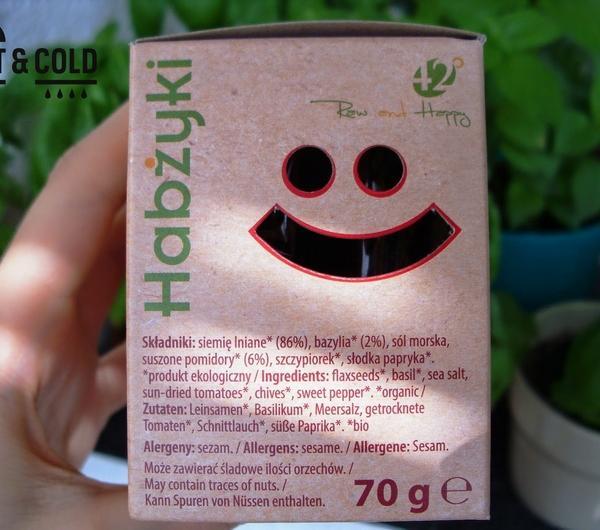 & COLD
42°
Raw and Happy
Habżyki
Składniki: siemię lniane* (86%), bazylia* (2%), sól morska,
suszone pomidory* (6%), szczypiorek*, słodka papryka*.
*produkt ekologiczny / Ingredients: flaxseeds*, basil*, sea salt,
sun-dried tomatoes*, chives*, sweet pepper*. *organic /
Zutaten: Leinsamen*, Basilikum*, Meersalz, getrocknete
Tomaten*, Schnittlauch*, süße Paprika*. *bio
Alergeny: sezam. / Allergens: sesame. / Allergene: Sesam.
Może zawierać śladowe ilości orzechów. /
May contain traces of nuts. /
Kann Spuren von Nüssen enthalten.
70 g ℮